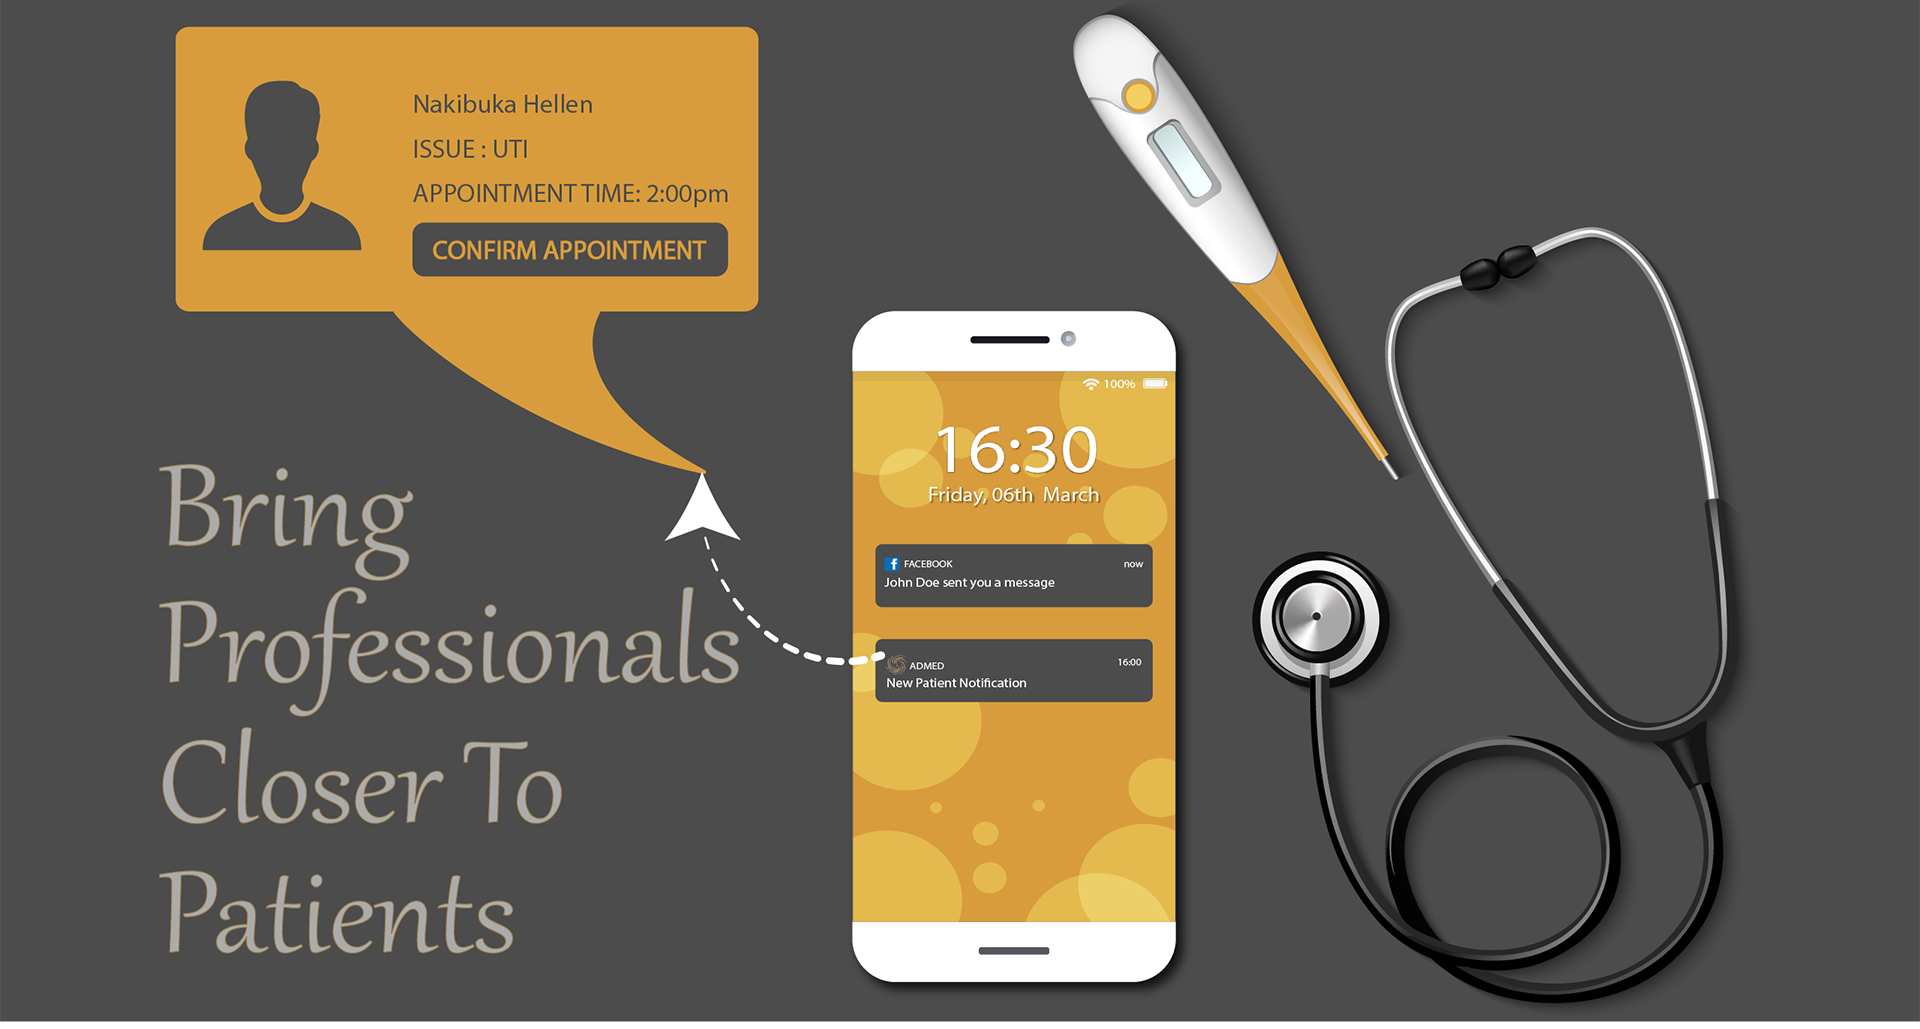 Nakibuka Hellen
ISSUE : UTI
APPOINTMENT TIME: 2:00pm
CONFIRM APPOINTMENT
Bring
Professionals
Closer To
Patients
100%
16:30
Friday, 06th March
f FACEBOOK now
John Doe sent you a message
ADMED 16:00
New Patient Notification